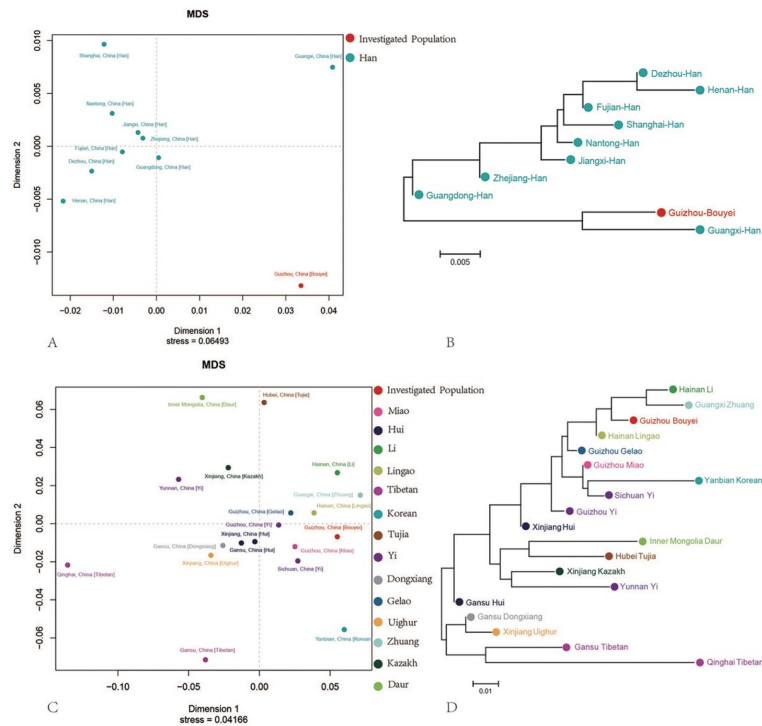 MDS
Investigated Population
Han
Dimension 2
0.010
0.005
0.000
−0.005
−0.010
Shanghai, China [Han]
Guangxi, China [Han]
Nantong, China [Han]
Jiangxi, China [Han]
Zhejiang, China [Han]
Fujian, China [Han]
Guangdong, China [Han]
Dezhou, China [Han]
Henan, China [Han]
Guizhou, China [Bouyei]
−0.02 −0.01 0.00 0.01 0.02 0.03 0.04
Dimension 1
stress = 0.06493
A
Dezhou-Han
Henan-Han
Fujian-Han
Shanghai-Han
Nantong-Han
Jiangxi-Han
Zhejiang-Han
Guangdong-Han
Guizhou-Bouyei
Guangxi-Han
0.005
B
MDS
Dimension 2
0.06
0.04
0.02
0.00
−0.02
−0.04
−0.06
Inner Mongolia, China [Daur]
Hubei, China [Tujia]
Xinjiang, China [Kazakh]
Hainan, China [Li]
Yunnan, China [Yi]
Guangxi, China [Zhuang]
Guizhou, China [Gelao]
Hainan, China [Lingao]
Guizhou, China [Yi]
Xinjiang, China [Hui]
Guizhou, China [Bouyei]
Gansu, China [Dongxiang]
Gansu, China [Hui]
Guizhou, China [Miao]
Xinjiang, China [Uighur]
Sichuan, China [Yi]
Qinghai, China [Tibetan]
Yanbian, China [Korean]
Gansu, China [Tibetan]
−0.10 −0.05 0.00 0.05
Dimension 1
stress = 0.04166
C
Investigated Population
Miao
Hui
Li
Lingao
Tibetan
Korean
Tujia
Yi
Dongxiang
Gelao
Uighur
Zhuang
Kazakh
Daur
Hainan Li
Guangxi Zhuang
Guizhou Bouyei
Hainan Lingao
Guizhou Gelao
Guizhou Miao
Yanbian Korean
Sichuan Yi
Guizhou Yi
Xinjiang Hui
Inner Mongolia Daur
Hubei Tujia
Xinjiang Kazakh
Yunnan Yi
Gansu Hui
Gansu Dongxiang
Xinjiang Uighur
Gansu Tibetan
Qinghai Tibetan
0.01
D